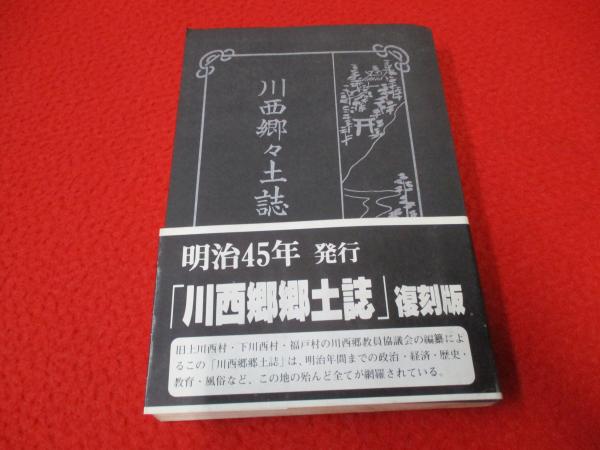 川西郷々土誌
明治45年 発行
「川西郷郷土誌」復刻版
旧上川西村・下川西村・福戸村の川西郷教員協議会の編纂によ
るこの「川西郷郷土誌」は、明治年間までの政治・経済・歴史・
教育・風俗など、この地の殆んど全てが網羅されている。